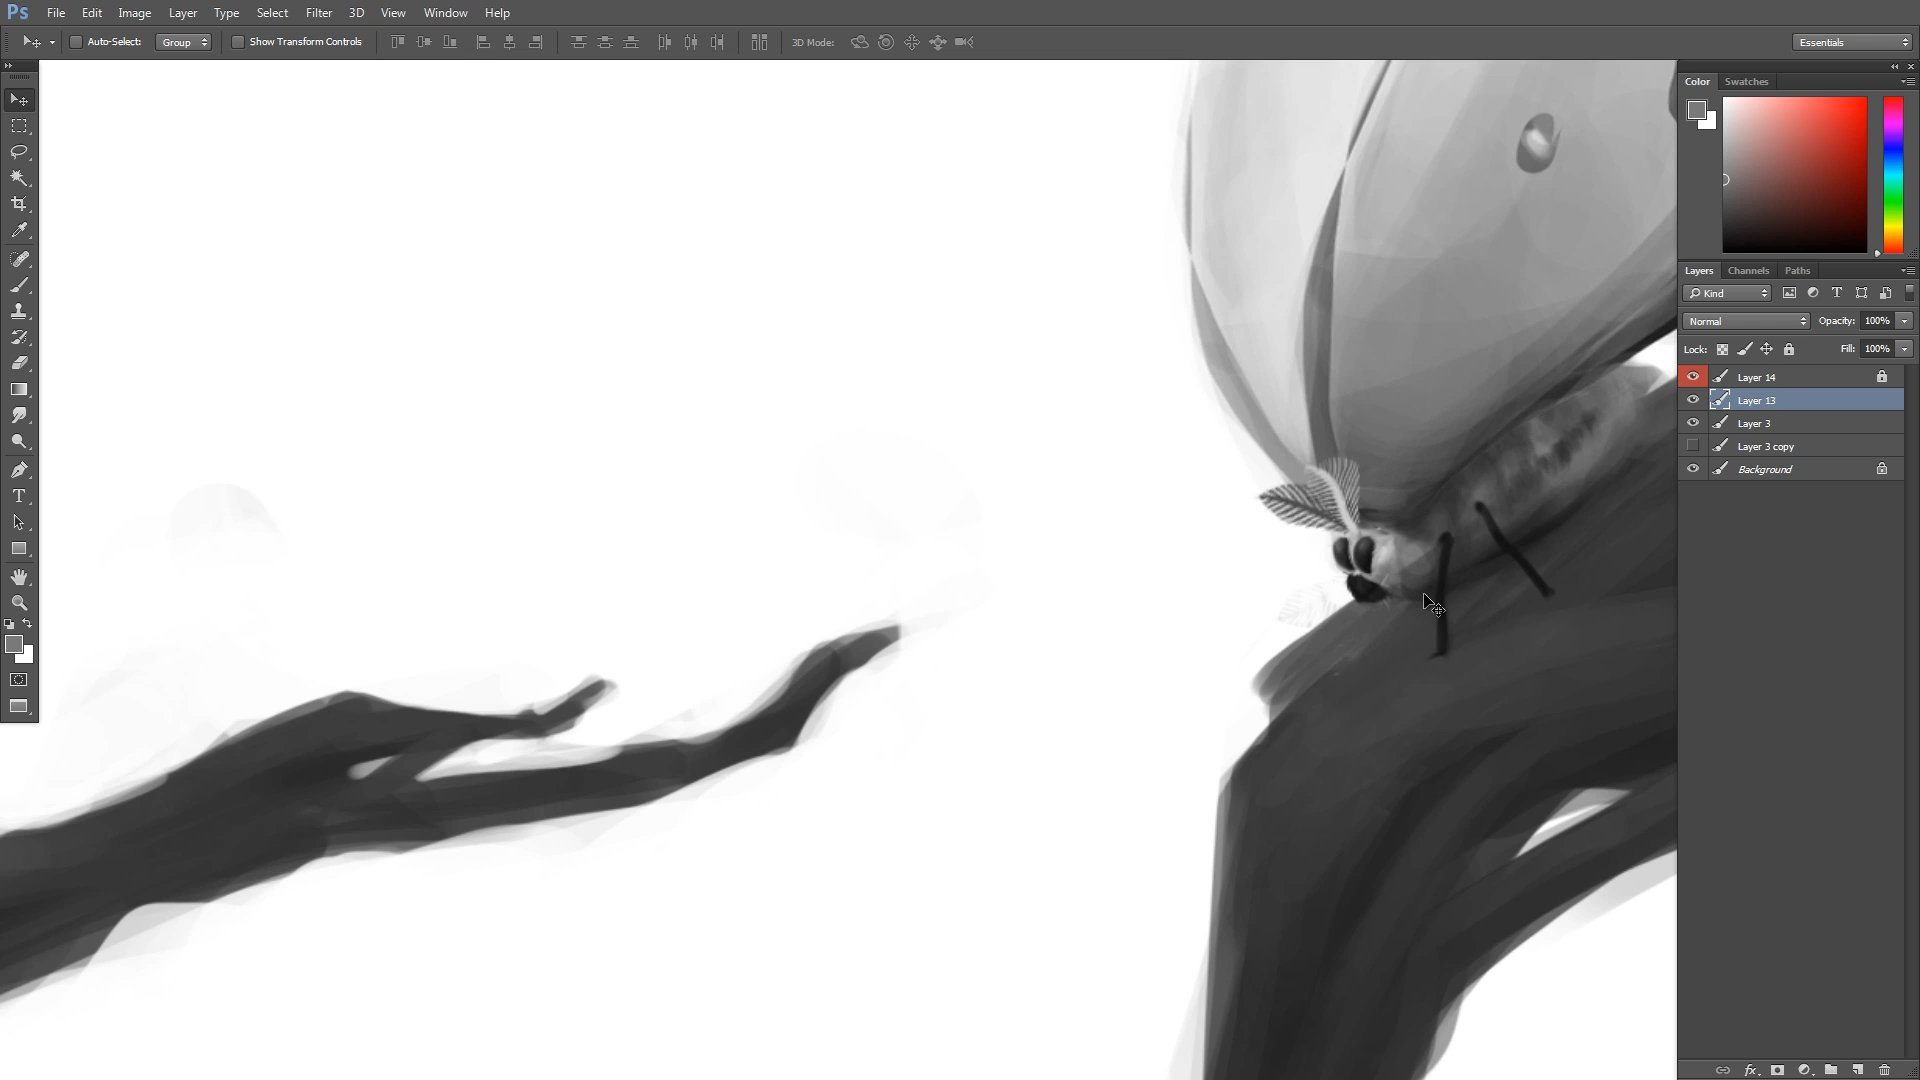 Ps File Edit Image Layer Type Select Filter 3D View Window Help
Auto-Select: Group Show Transform Controls 3D Mode: Essentials
Color Swatches
Layers Channels Paths
Kind
Normal Opacity: 100%
Lock: Fill: 100%
Layer 14
Layer 13
Layer 3
Layer 3 copy
Background